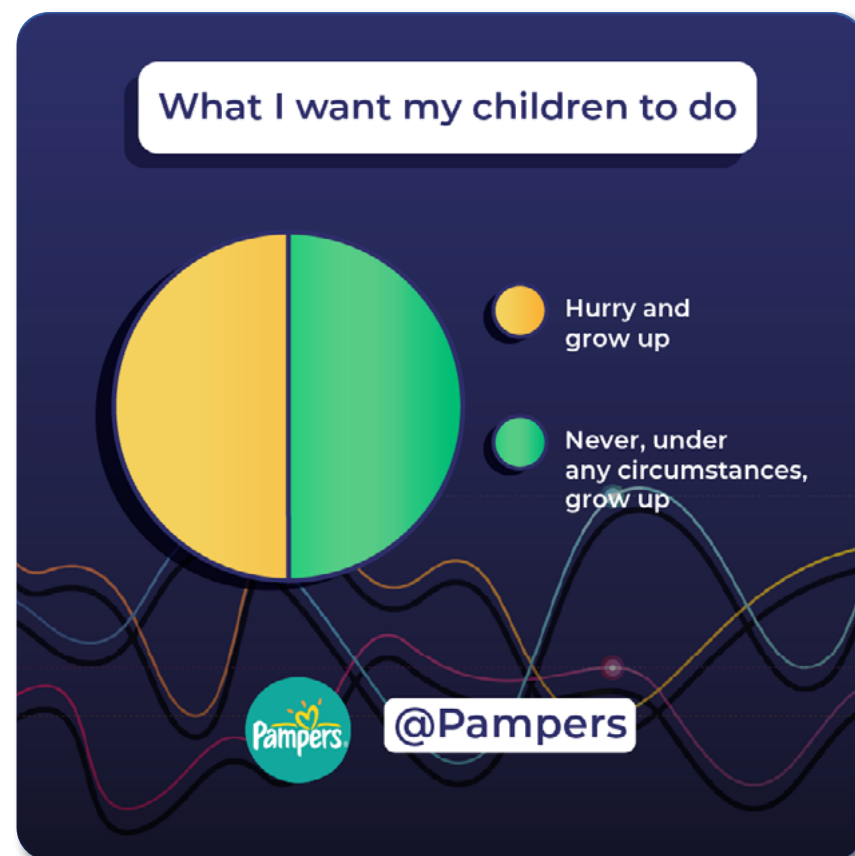 What I want my children to do
Hurry and
grow up
Never, under
any circumstances,
grow up
Pampers
@Pampers